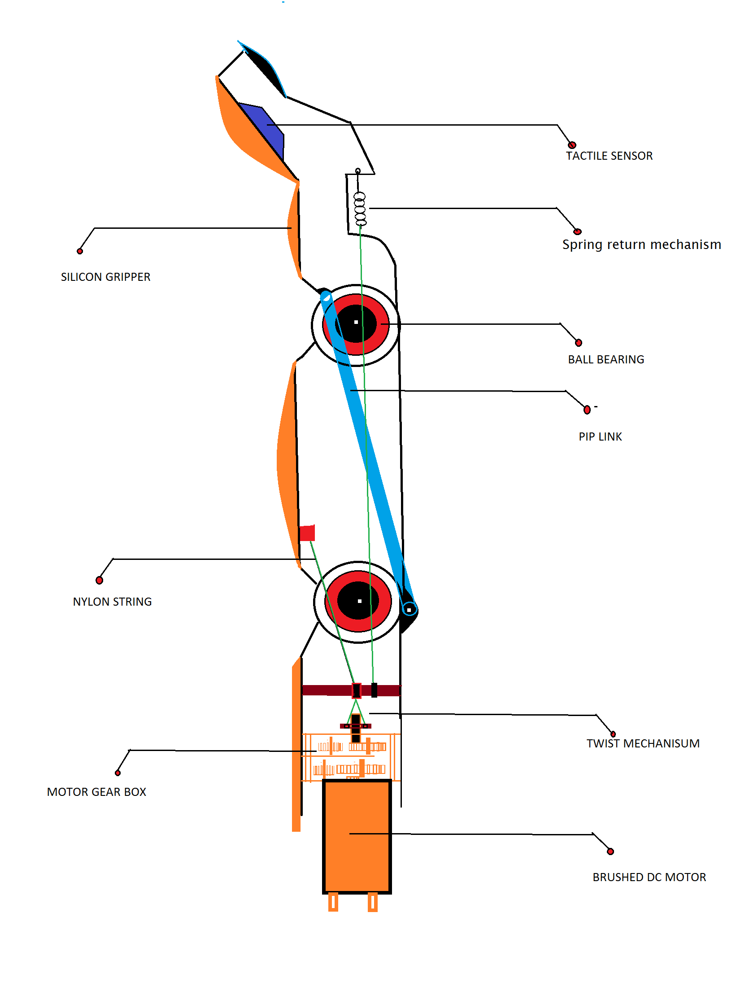 TACTILE SENSOR
Spring return mechanism
SILICON GRIPPER
BALL BEARING
PIP LINK
NYLON STRING
TWIST MECHANISUM
MOTOR GEAR BOX
BRUSHED DC MOTOR